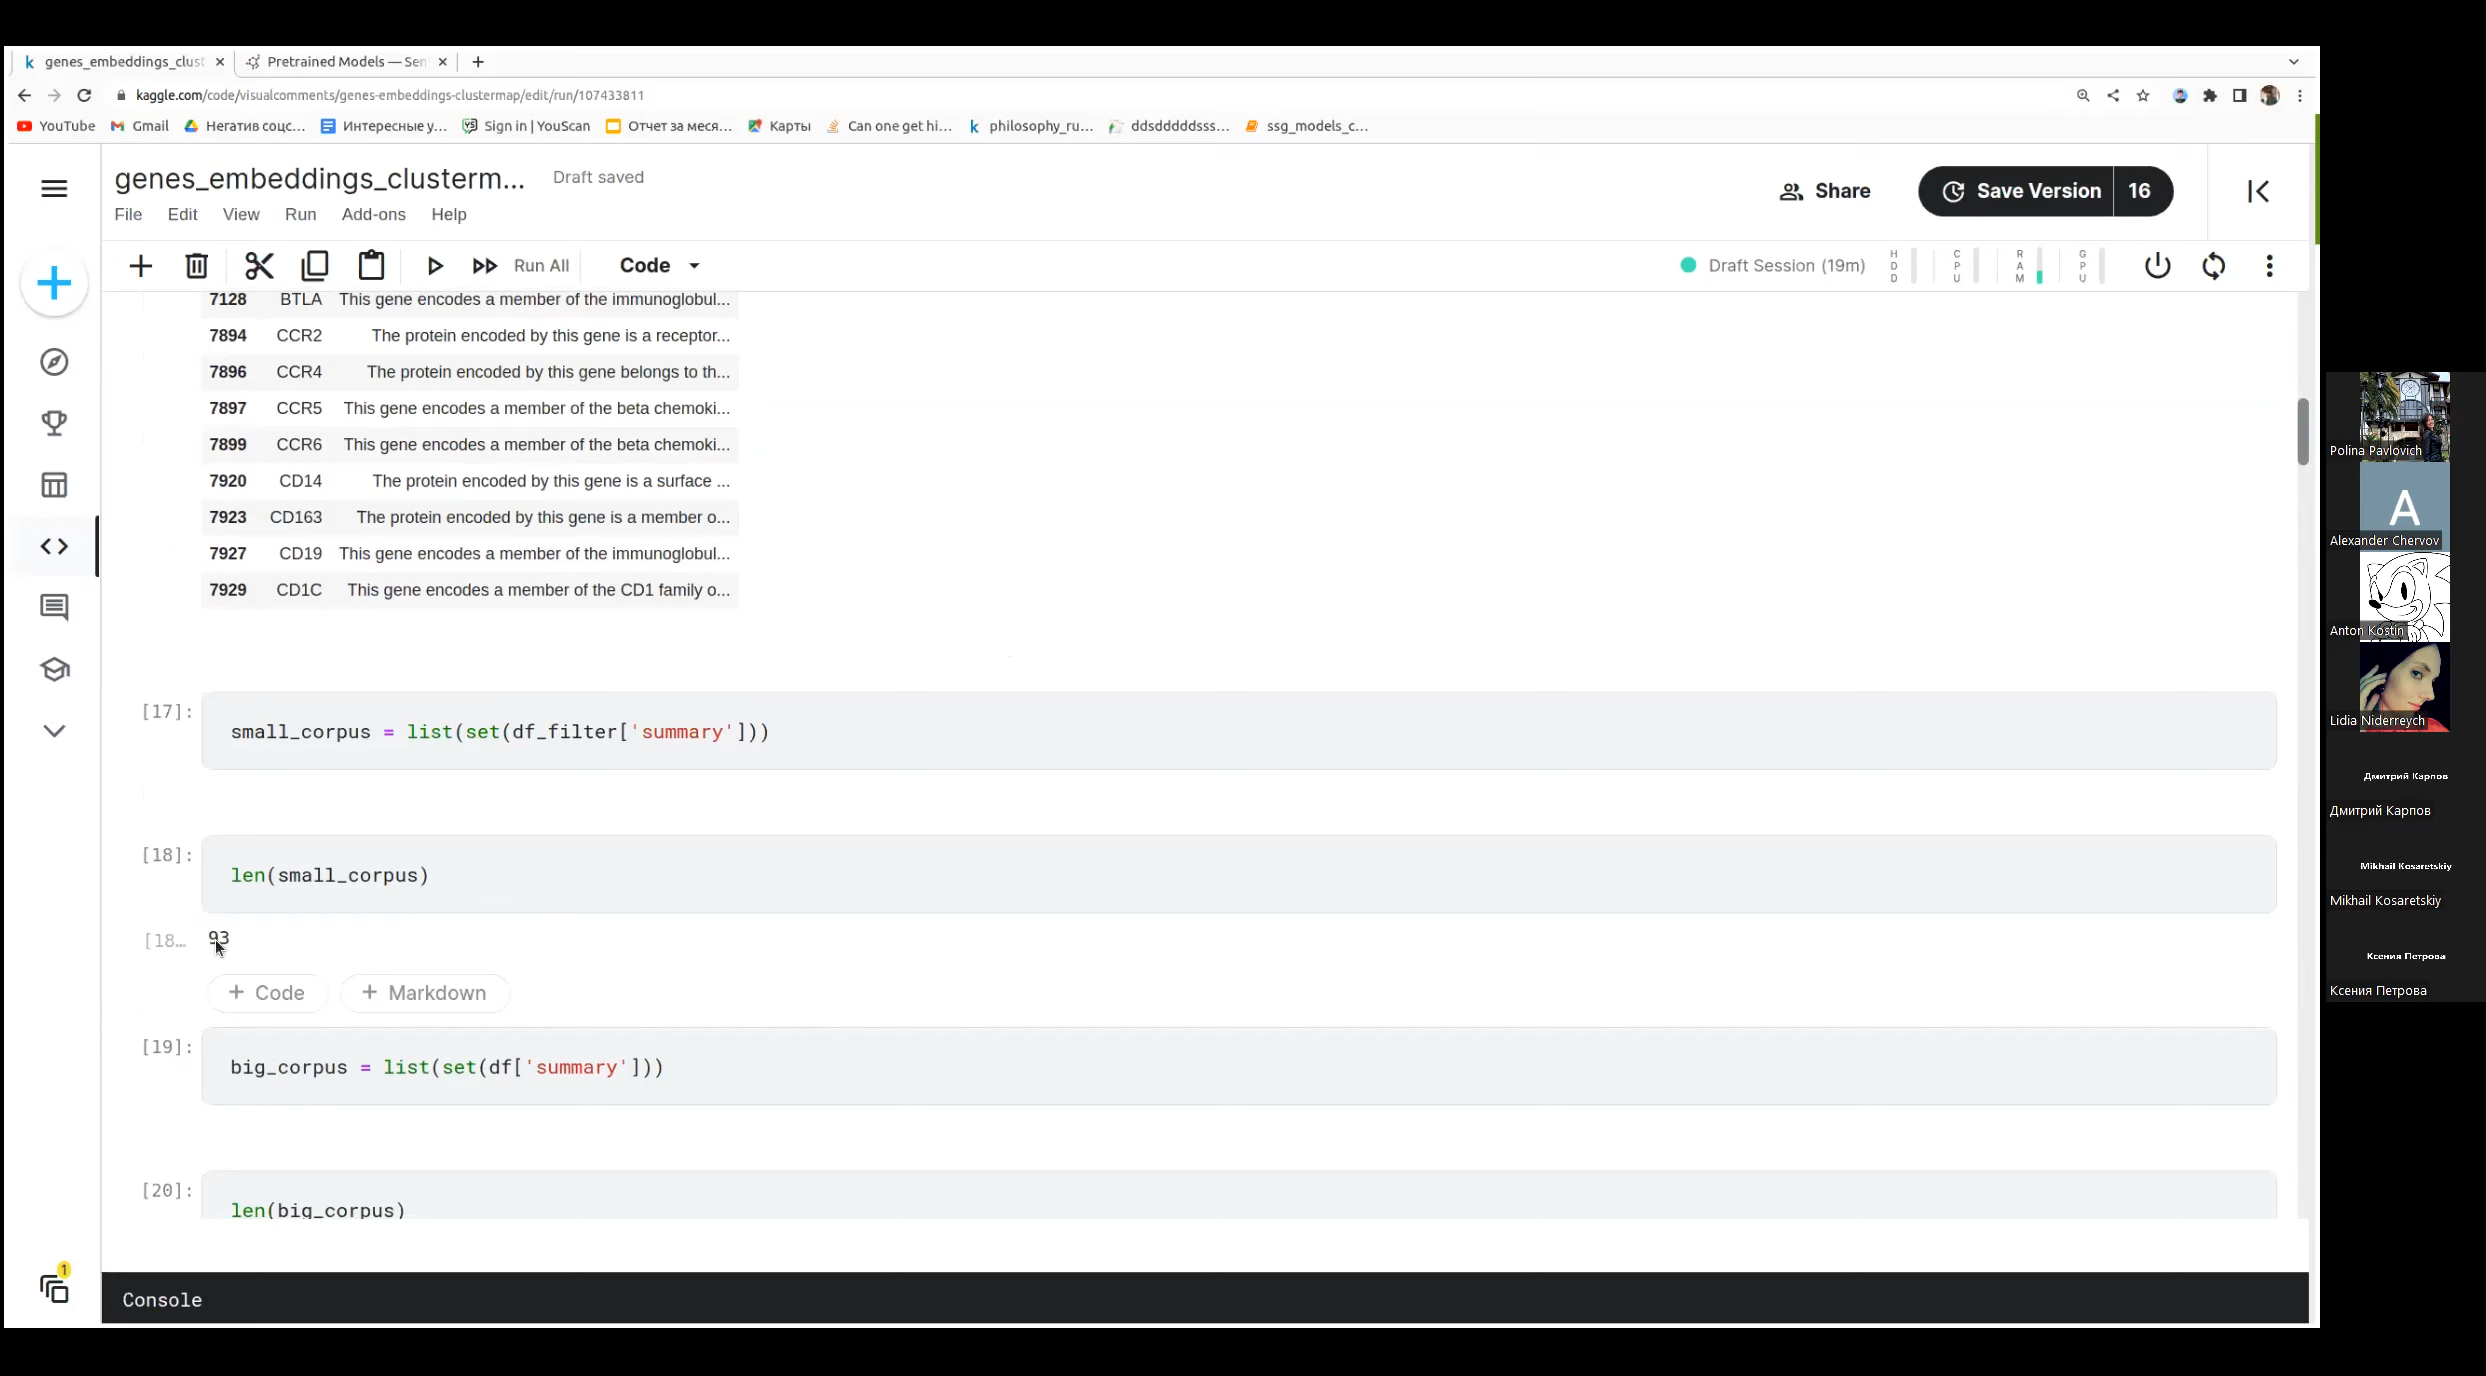 genes_embeddings_clust
Pretrained Models — Sen
kaggle.com/code/visualcomments/genes-embeddings-clustermap/edit/run/107433811
YouTube
Gmail
Негатив соцс...
Интересные у...
Sign in | YouScan
Отчет за меся...
Карты
Can one get hi...
philosophy_ru...
ddsdddddsss...
ssg_models_c...
genes_embeddings_clusterm...
Draft saved
Share
Save Version
16
File
Edit
View
Run
Add-ons
Help
Run All
Code
Draft Session (19m)
HDD
CPU
RAM
GPU
7128 BTLA This gene encodes a member of the immunoglobul...
7894 CCR2 The protein encoded by this gene is a receptor...
7896 CCR4 The protein encoded by this gene belongs to th...
7897 CCR5 This gene encodes a member of the beta chemoki...
7899 CCR6 This gene encodes a member of the beta chemoki...
7920 CD14 The protein encoded by this gene is a surface ...
7923 CD163 The protein encoded by this gene is a member o...
7927 CD19 This gene encodes a member of the immunoglobul...
7929 CD1C This gene encodes a member of the CD1 family o...
[17]:
small_corpus = list(set(df_filter['summary']))
[18]:
len(small_corpus)
[18...
93
+ Code
+ Markdown
[19]:
big_corpus = list(set(df['summary']))
[20]:
len(big_corpus)
1
Console
Polina Pavlovich
A
Alexander Chervov
Anton Kostin
Lidia Niderreych
Дмитрий Карпов
Дмитрий Карпов
Mikhail Kosaretskiy
Mikhail Kosaretskiy
Ксения Петрова
Ксения Петрова